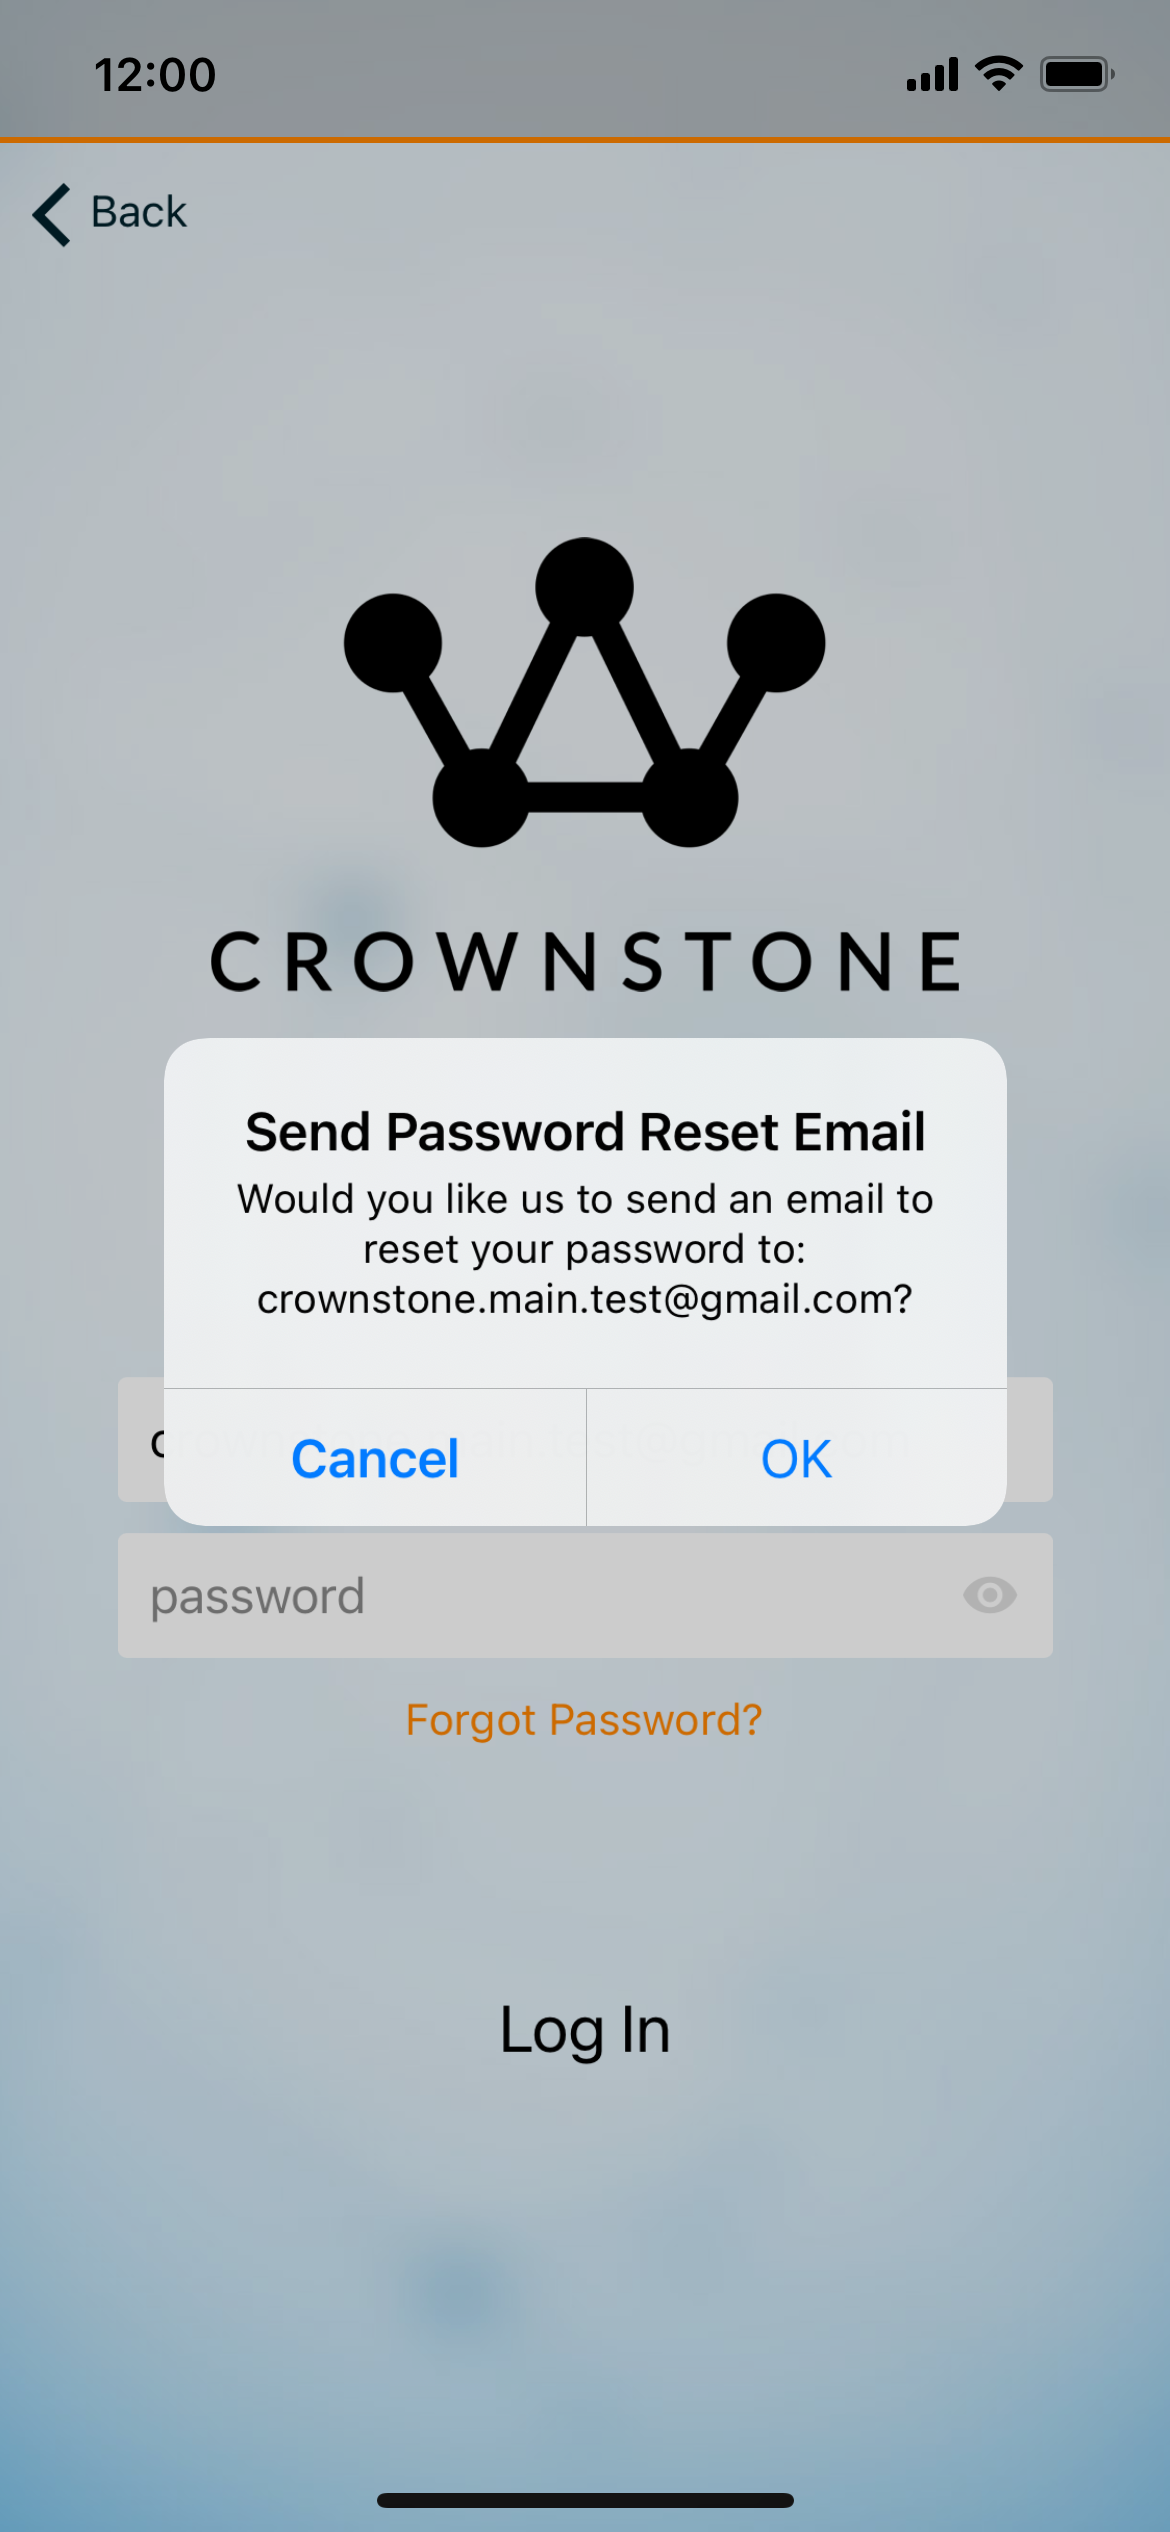 12:00
Back
CROWNSTONE
Send Password Reset Email
Would you like us to send an email to
reset your password to:
crownstone.main.test@gmail.com?
Cancel
OK
password
Forgot Password?
Log In